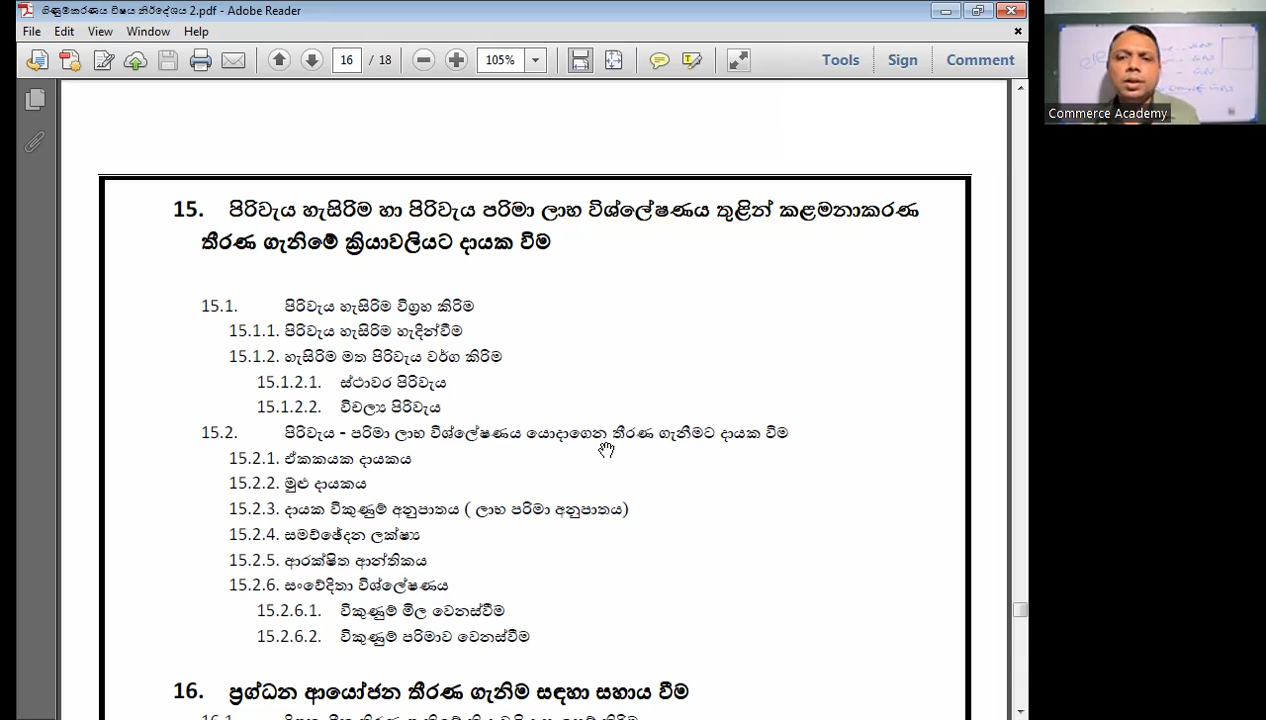 ගිණුම්කරණය විෂය නිර්දේශය 2.pdf - Adobe Reader
File Edit View Window Help
16 / 18 105% Tools Sign Comment
Commerce Academy
15. පිරිවැය හැසිරිම හා පිරිවැය පරිමා ලාභ විශ්ලේෂණය තුළින් කළමනාකරණ
තීරණ ගැනිමේ ක්‍රියාවලියට දායක විම
15.1. පිරිවැය හැසිරිම විග්‍රහ කිරිම
15.1.1. පිරිවැය හැසිරිම හැදින්වීම
15.1.2. හැසිරිම මත පිරිවැය වර්ග කිරිම
15.1.2.1. ස්ථාවර පිරිවැය
15.1.2.2. විචල්‍ය පිරිවැය
15.2. පිරිවැය - පරිමා ලාභ විශ්ලේෂණය යොදාගෙන තීරණ ගැනීමට දායක විම
15.2.1. ඒකකයක දායකය
15.2.2. මුළු දායකය
15.2.3. දායක විකුණුම් අනුපාතය ( ලාභ පරිමා අනුපාතය)
15.2.4. සමච්ඡේදන ලක්ෂ්‍ය
15.2.5. ආරක්ෂිත ආන්තිකය
15.2.6. සංවේදිතා විශ්ලේෂණය
15.2.6.1. විකුණුම් මිල වෙනස්වීම
15.2.6.2. විකුණුම් පරිමාව වෙනස්වීම
16. ප්‍රාග්ධන ආයෝජන තීරණ ගැනිම සඳහා සහාය වීම